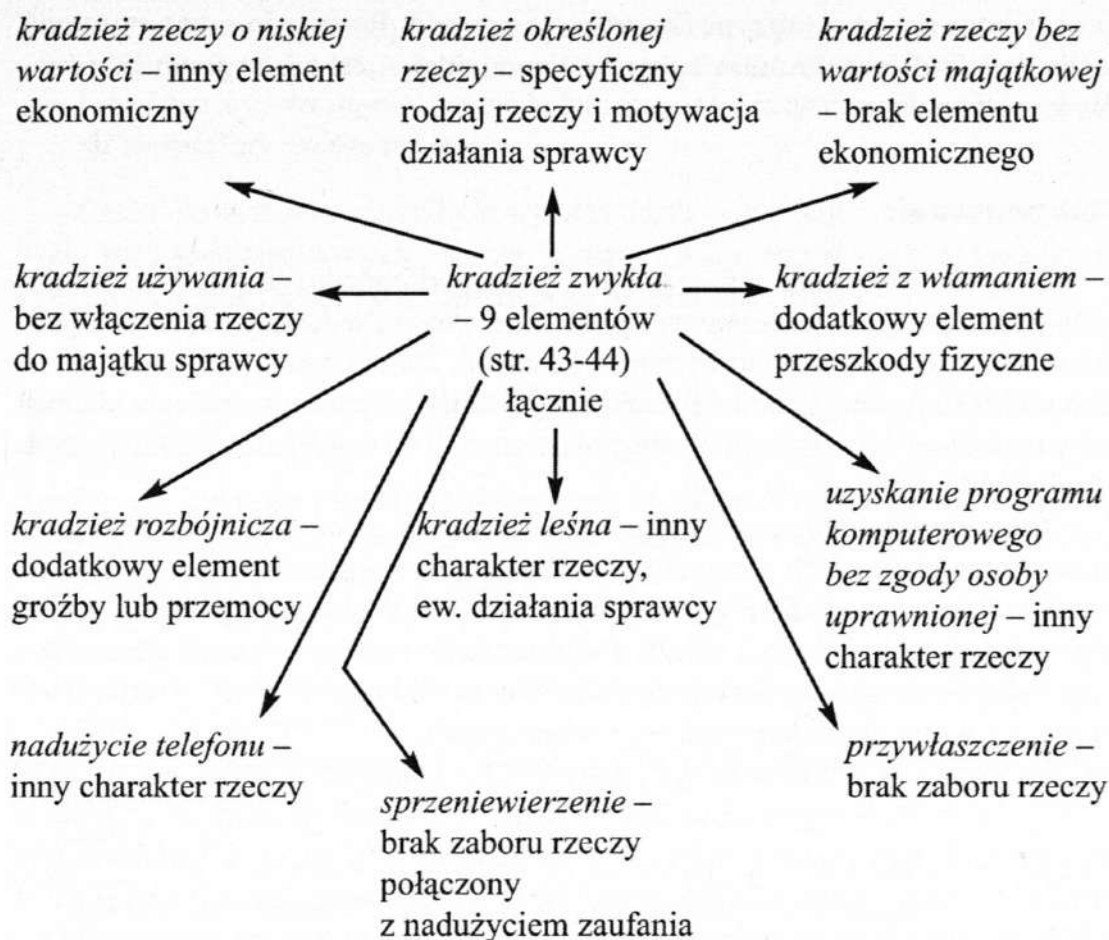 kradzież rzeczy o niskiej
wartości – inny element
ekonomiczny
kradzież określonej
rzeczy – specyficzny
rodzaj rzeczy i motywacja
działania sprawcy
kradzież rzeczy bez
wartości majątkowej
– brak elementu
ekonomicznego
kradzież używania –
bez włączenia rzeczy
do majątku sprawcy
kradzież zwykła
– 9 elementów
(str. 43-44)
łącznie
kradzież z włamaniem –
dodatkowy element
przeszkody fizyczne
kradzież rozbójnicza –
dodatkowy element
groźby lub przemocy
kradzież leśna – inny
charakter rzeczy,
ew. działania sprawcy
uzyskanie programu
komputerowego
bez zgody osoby
uprawnionej – inny
charakter rzeczy
nadużycie telefonu –
inny charakter rzeczy
sprzeniewierzenie –
brak zaboru rzeczy
połączony
z nadużyciem zaufania
przywłaszczenie –
brak zaboru rzeczy